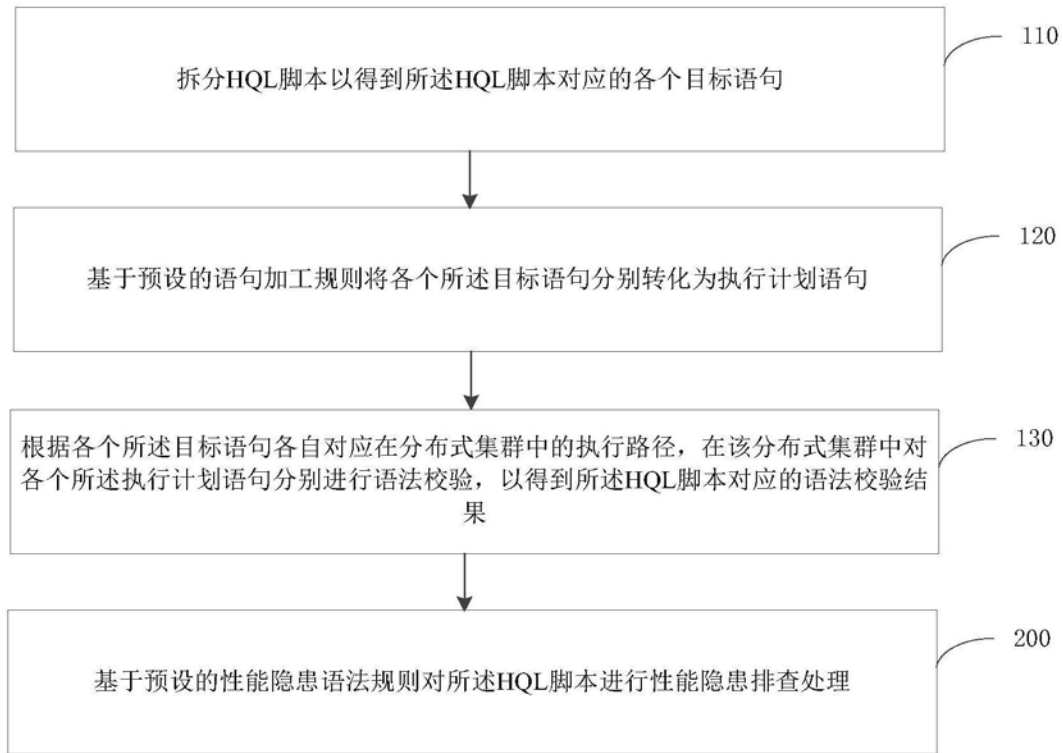 110
拆分HQL脚本以得到所述HQL脚本对应的各个目标语句
120
基于预设的语句加工规则将各个所述目标语句分别转化为执行计划语句
130
根据各个所述目标语句各自对应在分布式集群中的执行路径，在该分布式集群中对
各个所述执行计划语句分别进行语法校验，以得到所述HQL脚本对应的语法校验结
果
200
基于预设的性能隐患语法规则对所述HQL脚本进行性能隐患排查处理